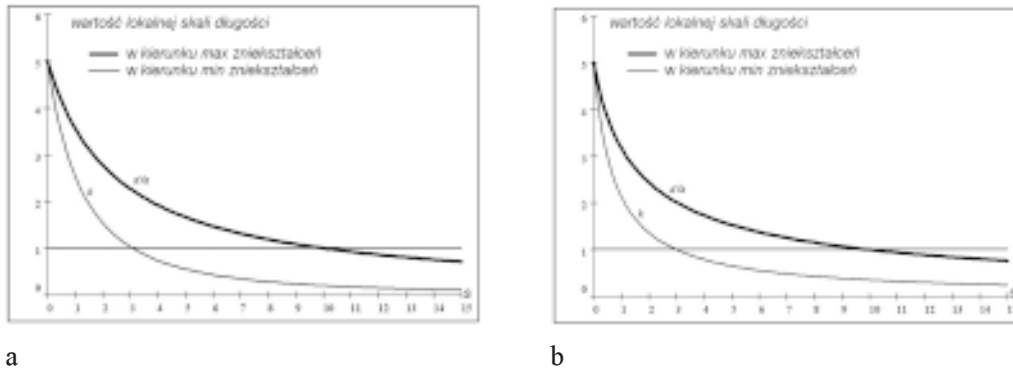 wartość lokalnej skali długości
w kierunku max zniekształceń
w kierunku min zniekształceń
6
5
4
3
2
1
0
0 1 2 3 4 5 6 7 8 9 10 11 12 13 14 15
a
wartość lokalnej skali długości
w kierunku max zniekształceń
w kierunku min zniekształceń
6
5
4
3
2
1
0
0 1 2 3 4 5 6 7 8 9 10 11 12 13 14
b